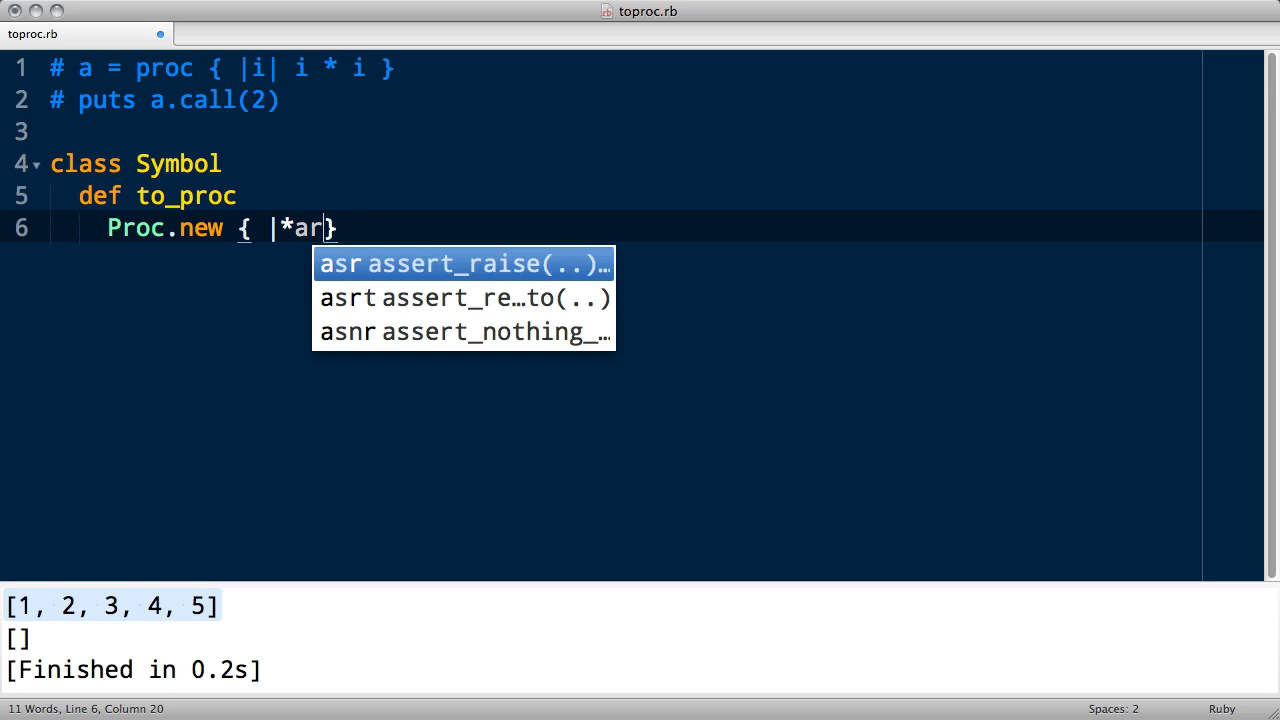 toproc.rb
toproc.rb
1 # a = proc { |i| i * i }
2 # puts a.call(2)
3
4 class Symbol
5 def to_proc
6 Proc.new { |*ar}
asr assert_raise(..)…
asrt assert_re…to(..)
asnr assert_nothing_…
[1, 2, 3, 4, 5]
[]
[Finished in 0.2s]
11 Words, Line 6, Column 20 Spaces: 2 Ruby